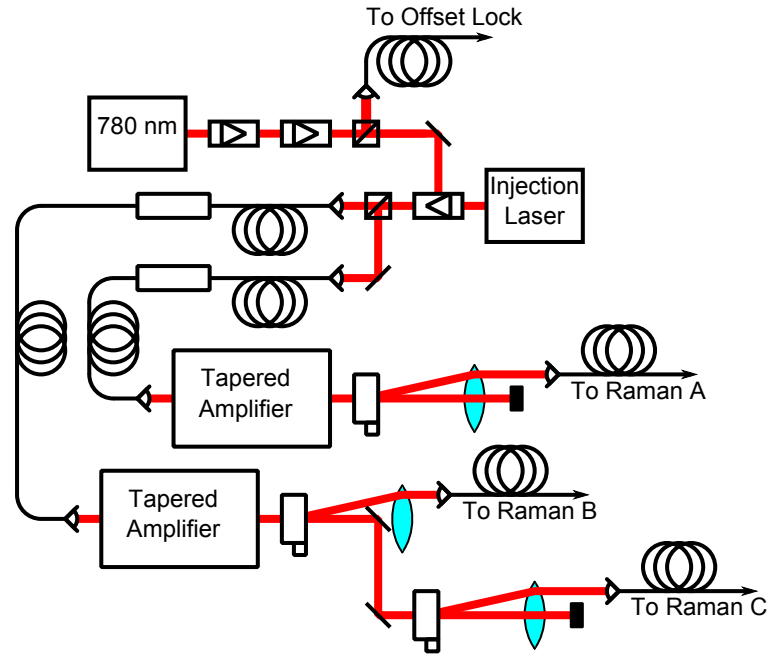 To Offset Lock
780 nm
Injection
Laser
Tapered
Amplifier
To Raman A
Tapered
Amplifier
To Raman B
To Raman C